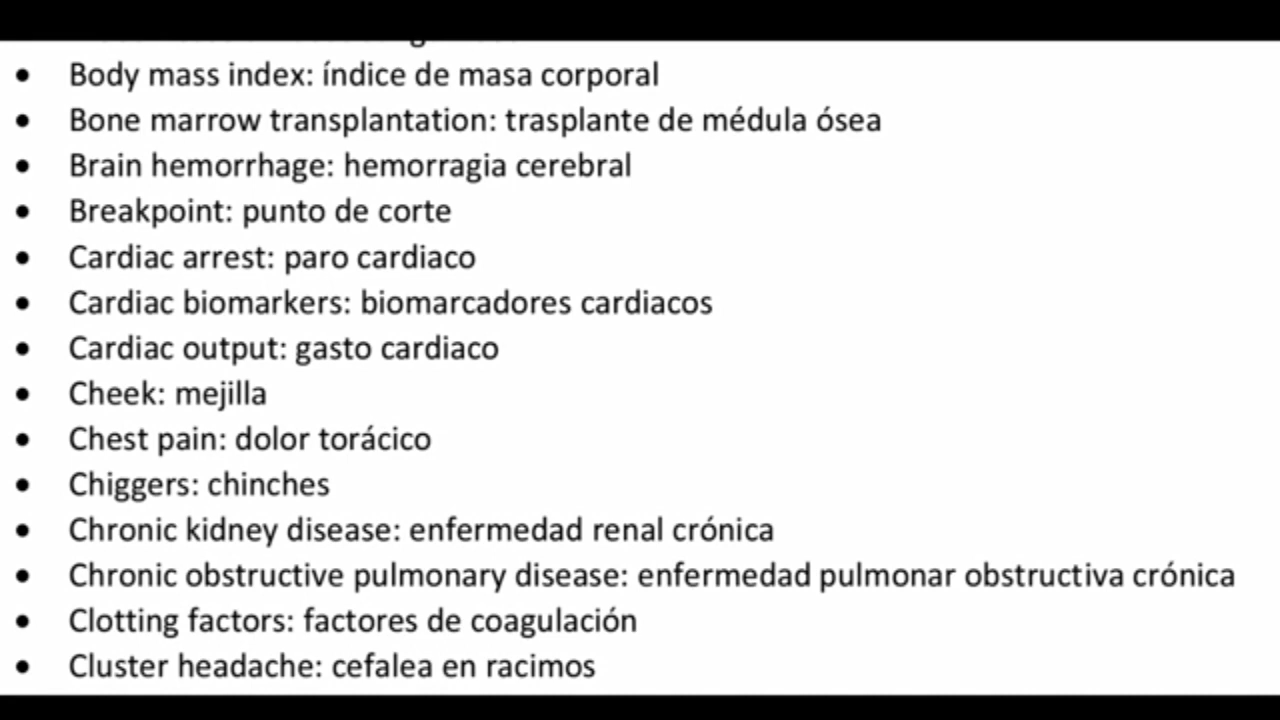 • Body mass index: índice de masa corporal
• Bone marrow transplantation: trasplante de médula ósea
• Brain hemorrhage: hemorragia cerebral
• Breakpoint: punto de corte
• Cardiac arrest: paro cardiaco
• Cardiac biomarkers: biomarcadores cardiacos
• Cardiac output: gasto cardiaco
• Cheek: mejilla
• Chest pain: dolor torácico
• Chiggers: chinches
• Chronic kidney disease: enfermedad renal crónica
• Chronic obstructive pulmonary disease: enfermedad pulmonar obstructiva crónica
• Clotting factors: factores de coagulación
• Cluster headache: cefalea en racimos